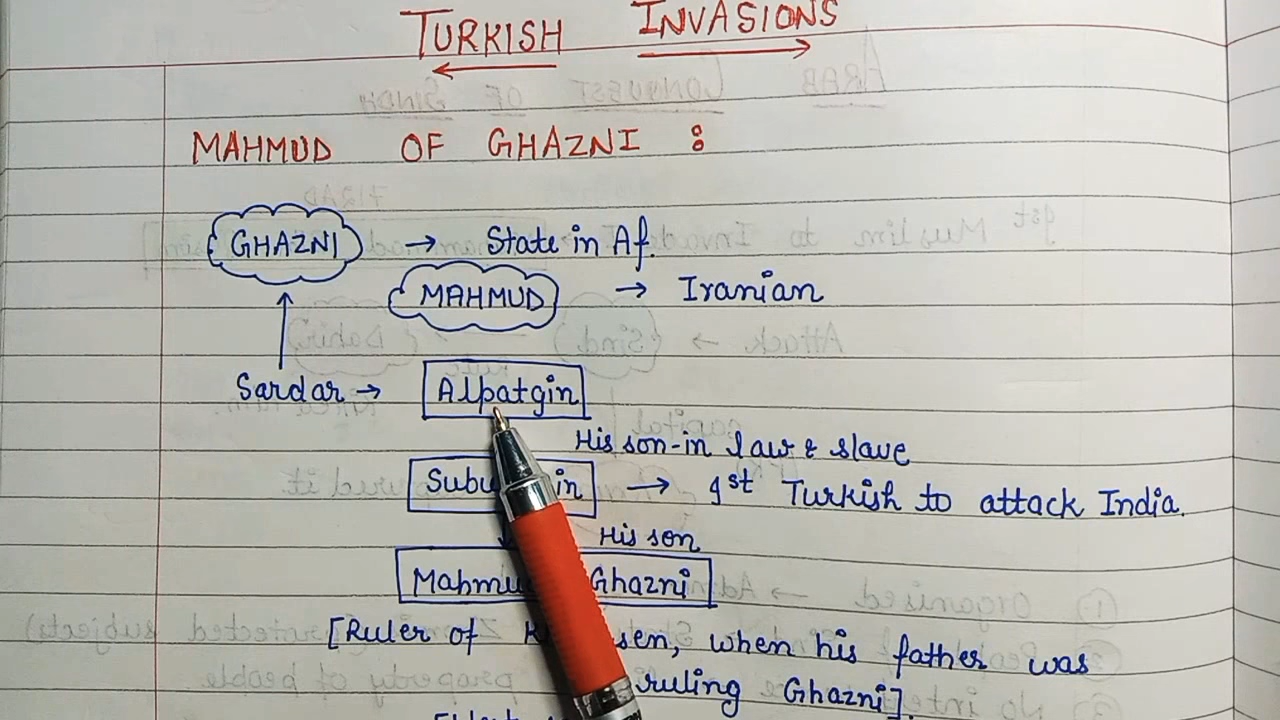 TURKISH INVASIONS
MAHMUD OF GHAZNI :
GHAZNI → State in Af.
MAHMUD → Iranian
Sardar → Alpatgin
His son-in law & slave
→ 1st Turkish to attack India.
His son
Ghazni
[Ruler of when his father was
ruling Ghazni].